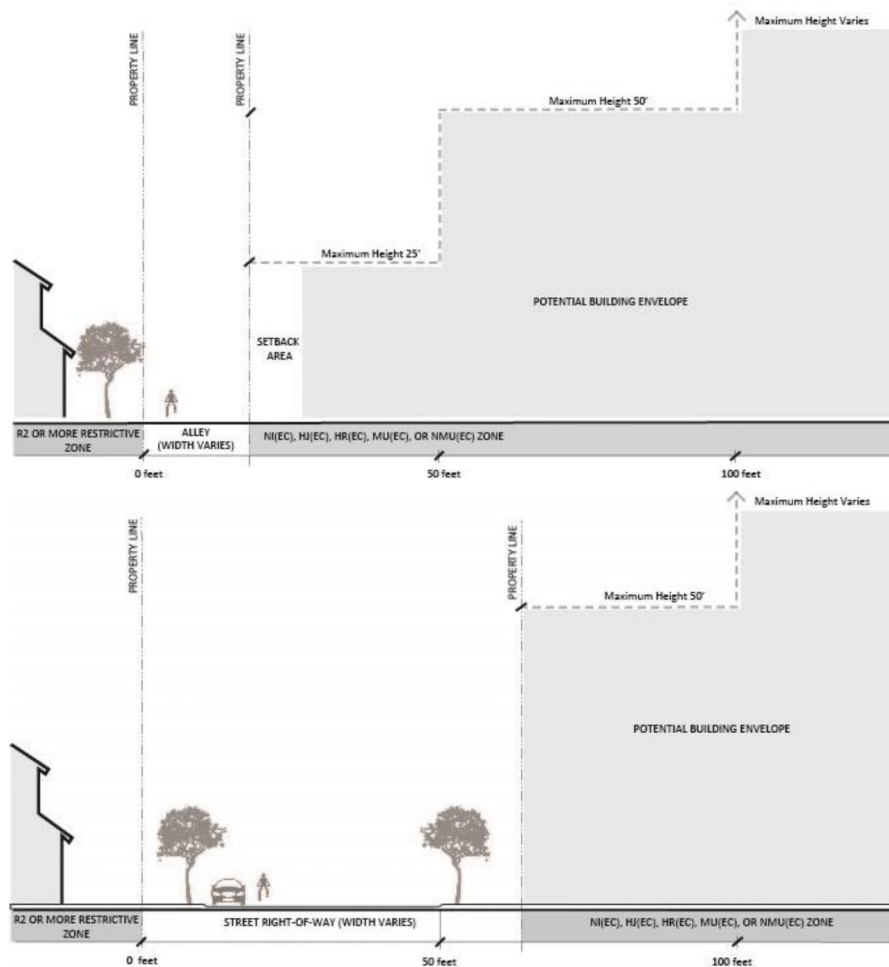 Maximum Height Varies
PROPERTY LINE
PROPERTY LINE
Maximum Height 50'
Maximum Height 25'
POTENTIAL BUILDING ENVELOPE
SETBACK
AREA
R2 OR MORE RESTRICTIVE
ZONE
ALLEY
(WIDTH VARIES)
NI(EC), HJ(EC), HR(EC), MU(EC), OR NMU(EC) ZONE
0 feet
50 feet
100 feet
Maximum Height Varies
PROPERTY LINE
PROPERTY LINE
Maximum Height 50'
POTENTIAL BUILDING ENVELOPE
R2 OR MORE RESTRICTIVE
ZONE
STREET RIGHT-OF-WAY (WIDTH VARIES)
NI(EC), HJ(EC), HR(EC), MU(EC), OR NMU(EC) ZONE
0 feet
50 feet
100 feet